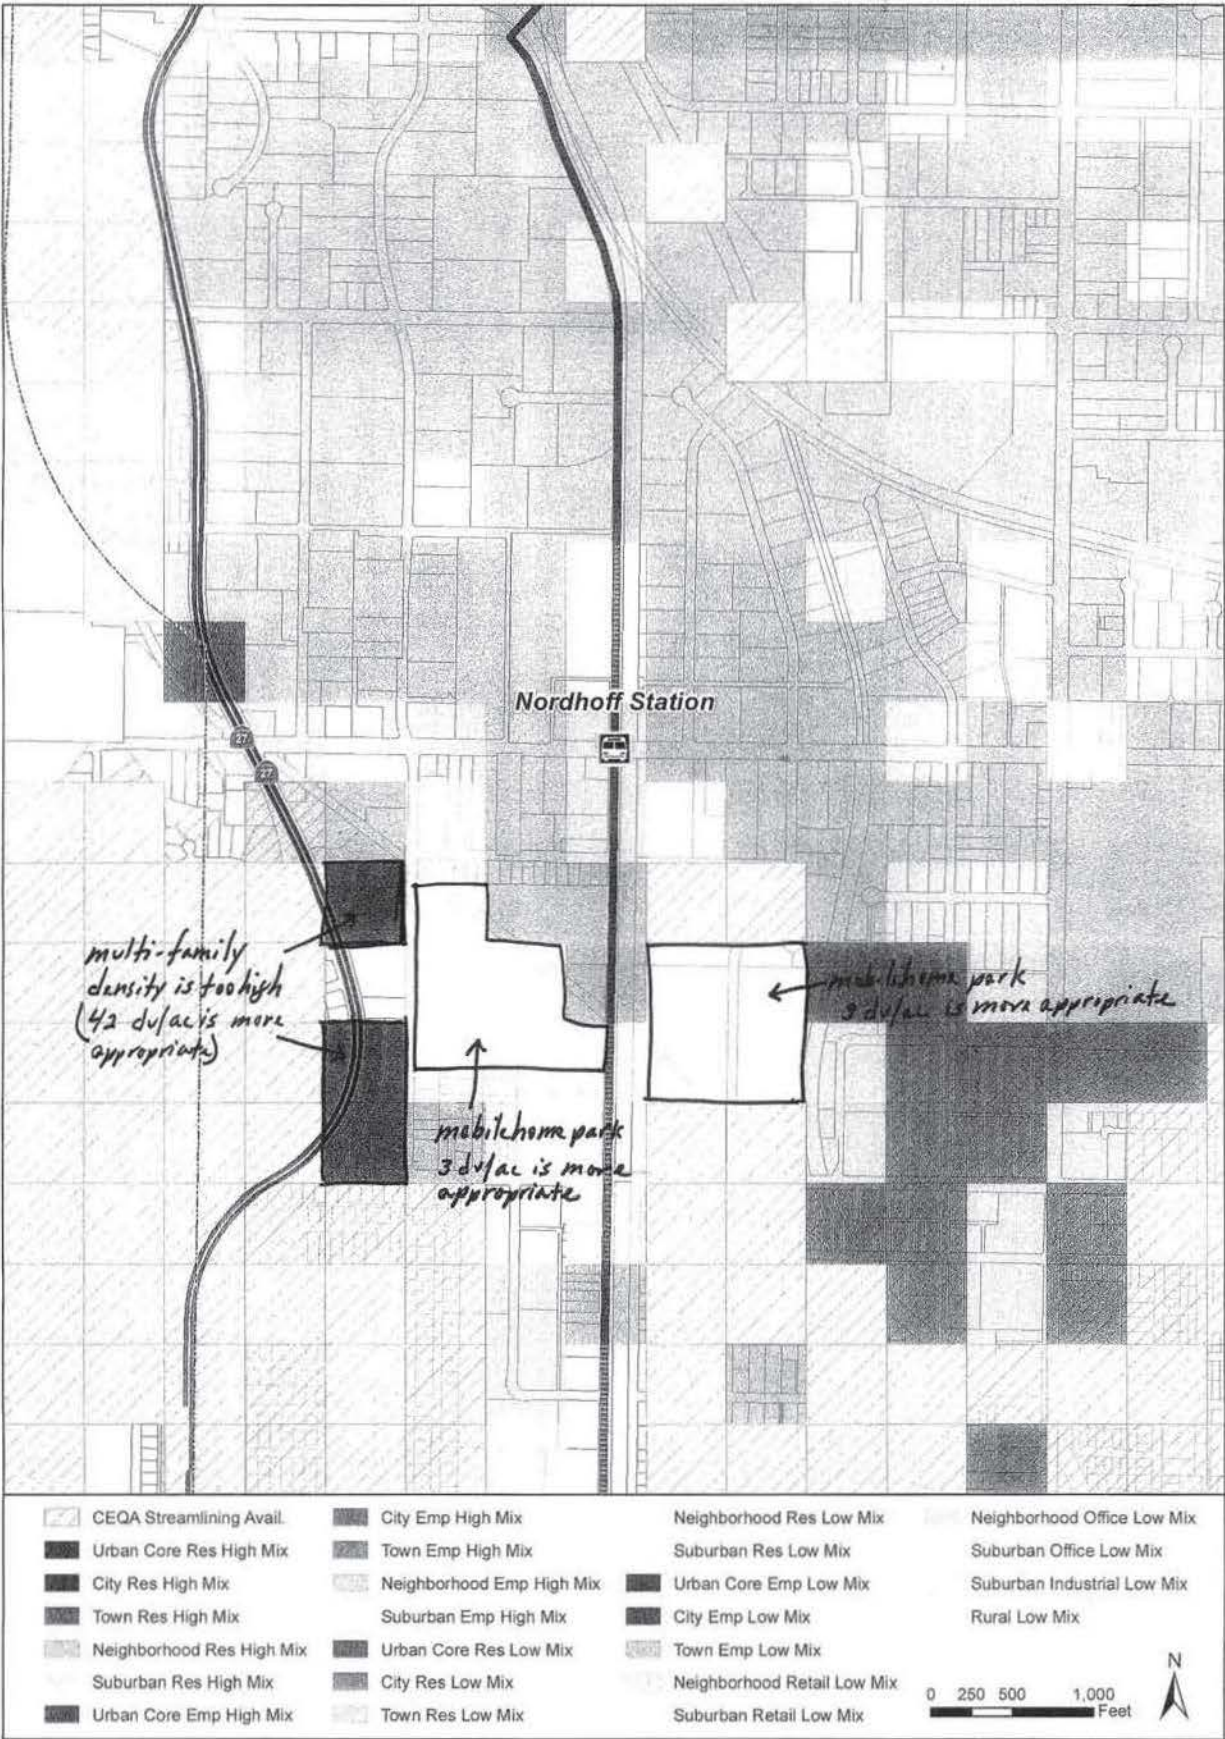 Nordhoff Station
27
27
multi-family
density is too high
(42 du/ac is more
appropriate)
mobilehome park
3 du/ac is more
appropriate
mobilehome park
3 du/ac is more appropriate
CEQA Streamlining Avail.
Urban Core Res High Mix
City Res High Mix
Town Res High Mix
Neighborhood Res High Mix
Suburban Res High Mix
Urban Core Emp High Mix
City Emp High Mix
Town Emp High Mix
Neighborhood Emp High Mix
Suburban Emp High Mix
Urban Core Res Low Mix
City Res Low Mix
Town Res Low Mix
Neighborhood Res Low Mix
Suburban Res Low Mix
Urban Core Emp Low Mix
City Emp Low Mix
Town Emp Low Mix
Neighborhood Retail Low Mix
Suburban Retail Low Mix
Neighborhood Office Low Mix
Suburban Office Low Mix
Suburban Industrial Low Mix
Rural Low Mix
0 250 500 1,000
Feet
N